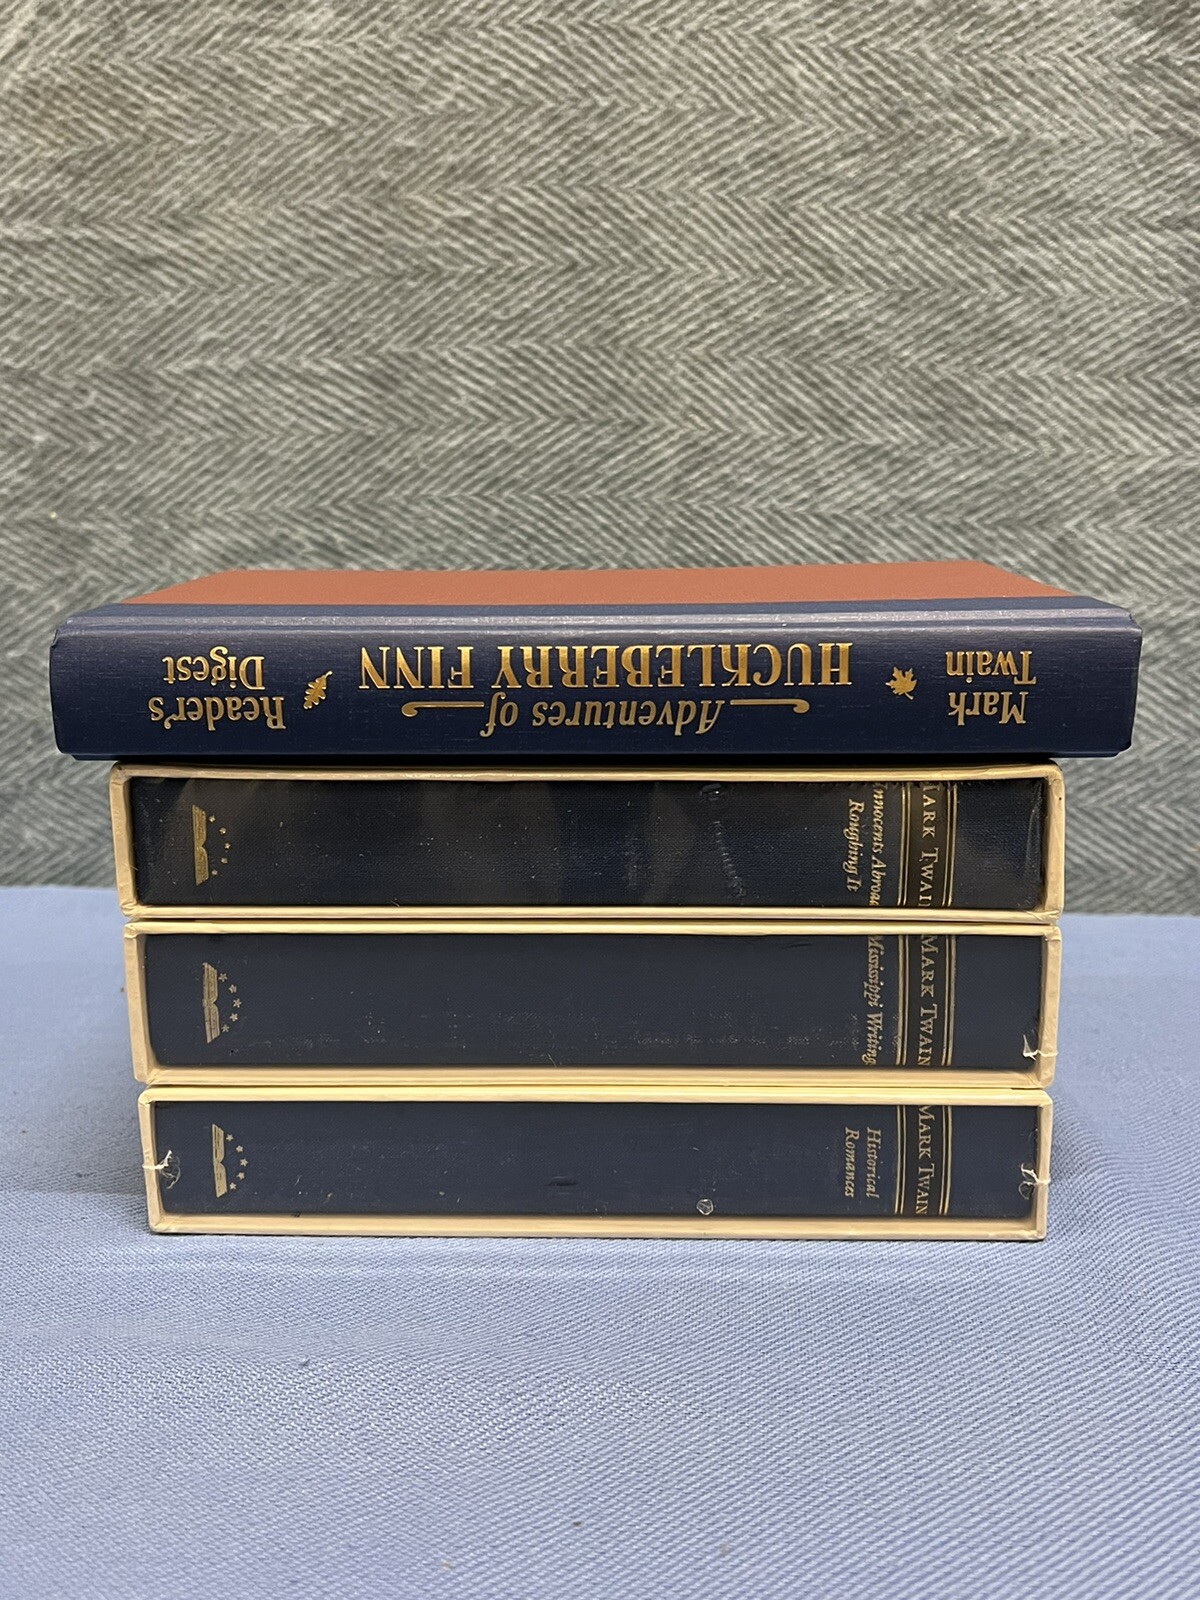 Mark
Twain
Adventures of
HUCKLEBERRY FINN
Reader's
Digest
MARK TWAIN
Innocents Abroad
Roughing It
MARK TWAIN
Mississippi Writings
MARK TWAIN
Historical
Romances